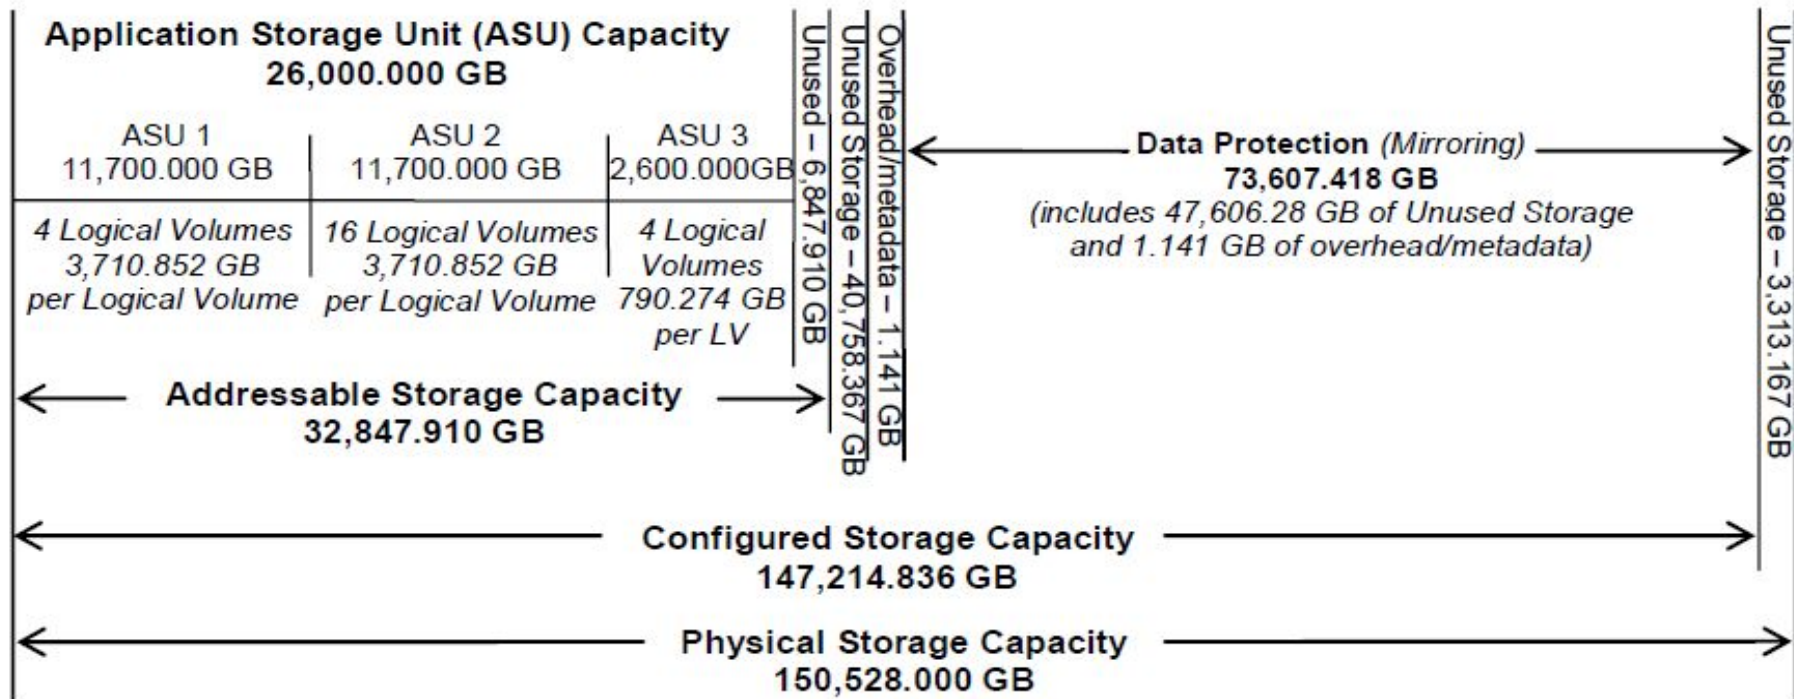 Application Storage Unit (ASU) Capacity
26,000.000 GB
ASU 1
11,700.000 GB
ASU 2
11,700.000 GB
ASU 3
2,600.000GB
4 Logical Volumes
3,710.852 GB
per Logical Volume
16 Logical Volumes
3,710.852 GB
per Logical Volume
4 Logical
Volumes
790.274 GB
per LV
Unused – 6,847.910 GB
Unused Storage – 40,758.367 GB
Overhead/metadata – 1.141 GB
Data Protection (Mirroring)
73,607.418 GB
(includes 47,606.28 GB of Unused Storage
and 1.141 GB of overhead/metadata)
Unused Storage – 3,313.167 GB
Addressable Storage Capacity
32,847.910 GB
Configured Storage Capacity
147,214.836 GB
Physical Storage Capacity
150,528.000 GB